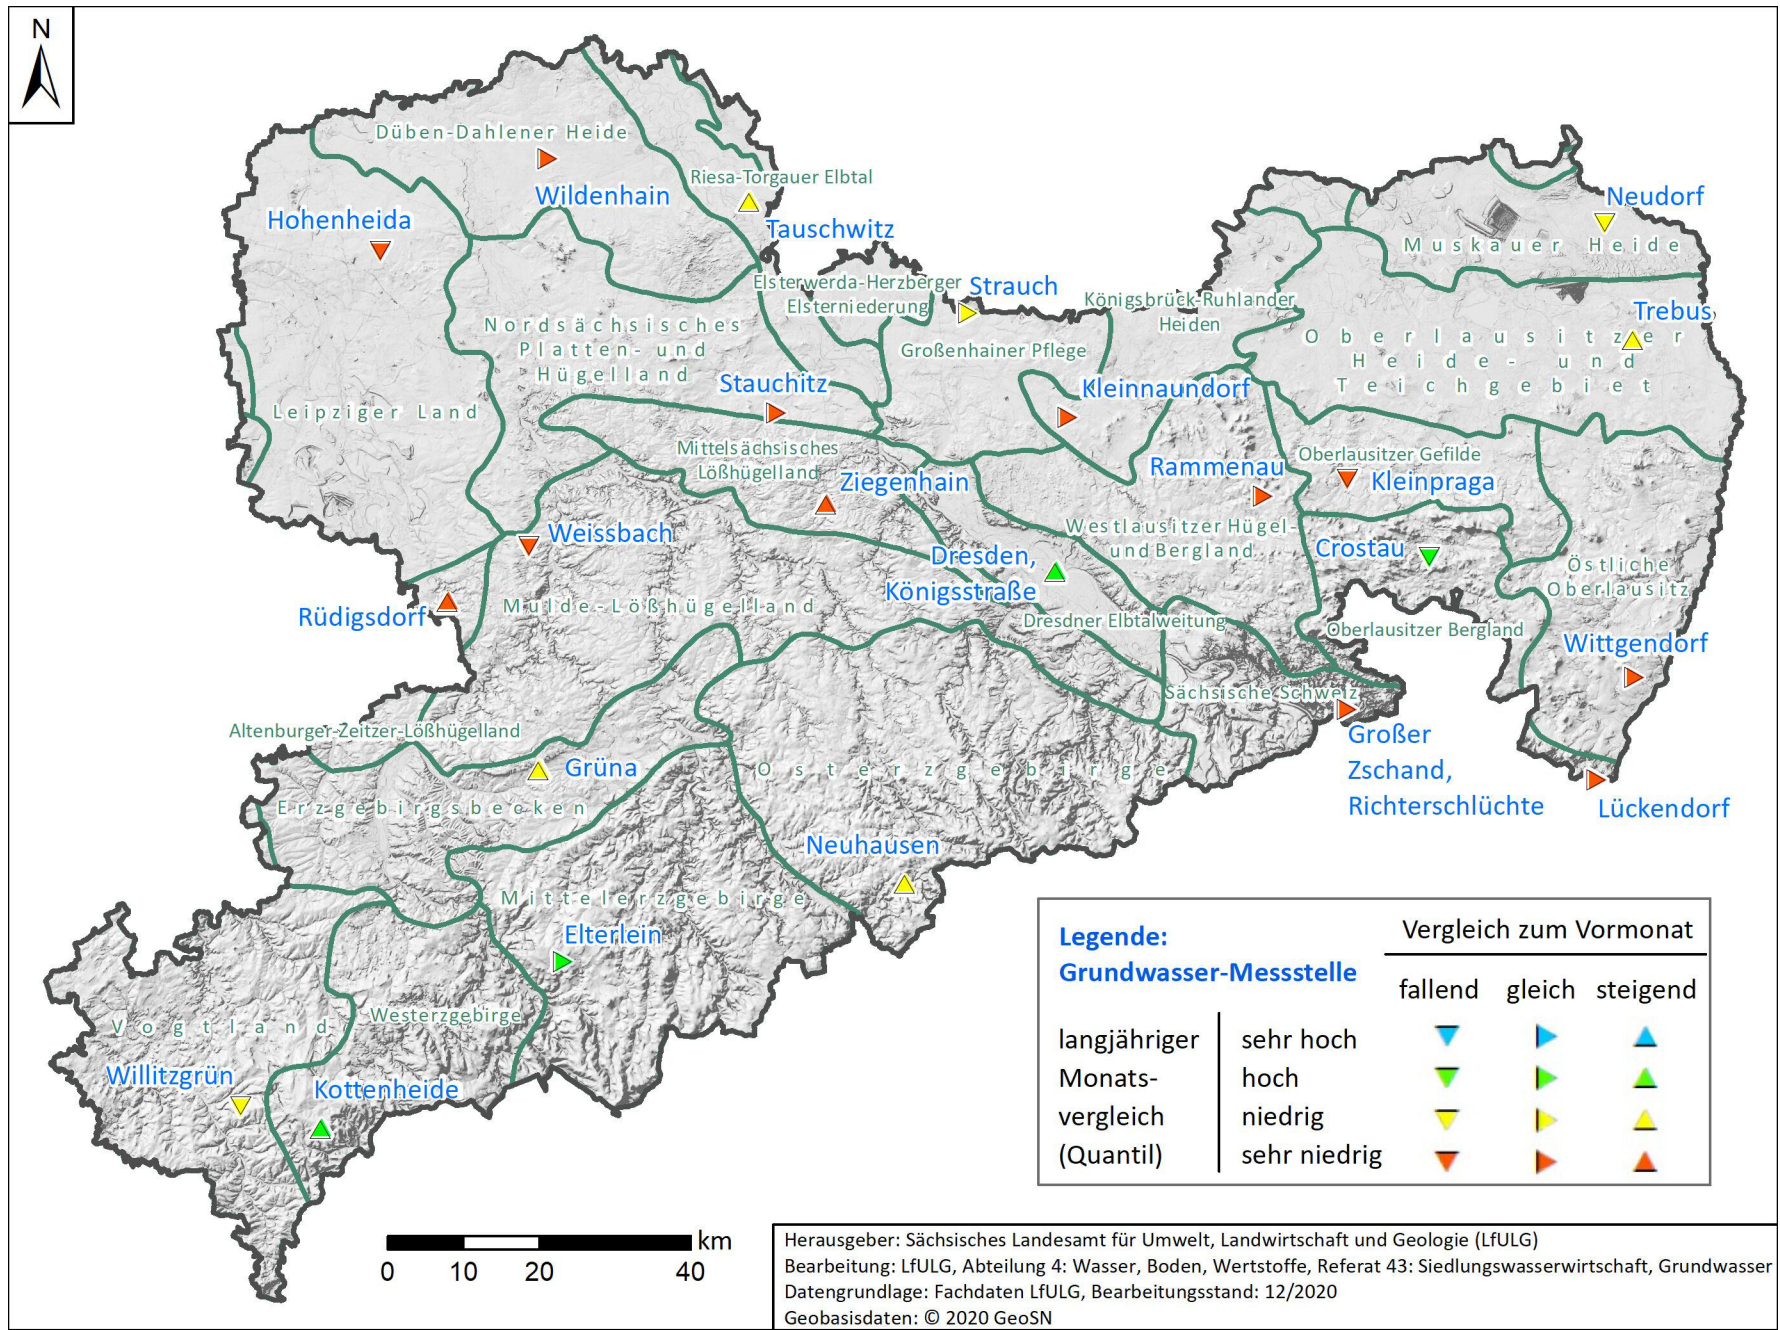 N
Düben-Dahlener Heide
Wildenhain
Riesa-Torgauer Elbtal
Tauschwitz
Hohenheida
Neudorf
Muskauer Heide
Elsterwerda-Herzberger
Elsterniederung
Strauch
Königsbrück-Ruhlander
Heiden
Trebus
Oberlausitzer
Heide- und
Teichgebiet
Nordsächsisches
Platten- und
Hügelland
Großenhainer Pflege
Stauchitz
Kleinnaundorf
Leipziger Land
Mittelsächsisches
Lößhügelland
Ziegenhain
Rammenau
Oberlausitzer Gefilde
Kleinpraga
Weissbach
Westlausitzer Hügel-
und Bergland
Dresden,
Königsstraße
Crostau
Östliche
Oberlausitz
Rüdigsdorf
Mulde-Lößhügelland
Dresdner Elbtalweitung
Oberlausitzer Bergland
Wittgendorf
Sächsische Schweiz
Großer
Zschand,
Richterschlüchte
Lückendorf
Altenburger-Zeitzer-Lößhügelland
Grüna
Osterzgebirge
Erzgebirgsbecken
Neuhausen
Mittelerzgebirge
Elterlein
Westerzgebirge
Vogtland
Willitzgrün
Kottenheide
Legende:
Grundwasser-Messstelle
Vergleich zum Vormonat
fallend gleich steigend
langjähriger sehr hoch
Monats- hoch
vergleich niedrig
(Quantil) sehr niedrig
km
0 10 20 40
Herausgeber: Sächsisches Landesamt für Umwelt, Landwirtschaft und Geologie (LfULG)
Bearbeitung: LfULG, Abteilung 4: Wasser, Boden, Wertstoffe, Referat 43: Siedlungswasserwirtschaft, Grundwasser
Datengrundlage: Fachdaten LfULG, Bearbeitungsstand: 12/2020
Geobasisdaten: © 2020 GeoSN